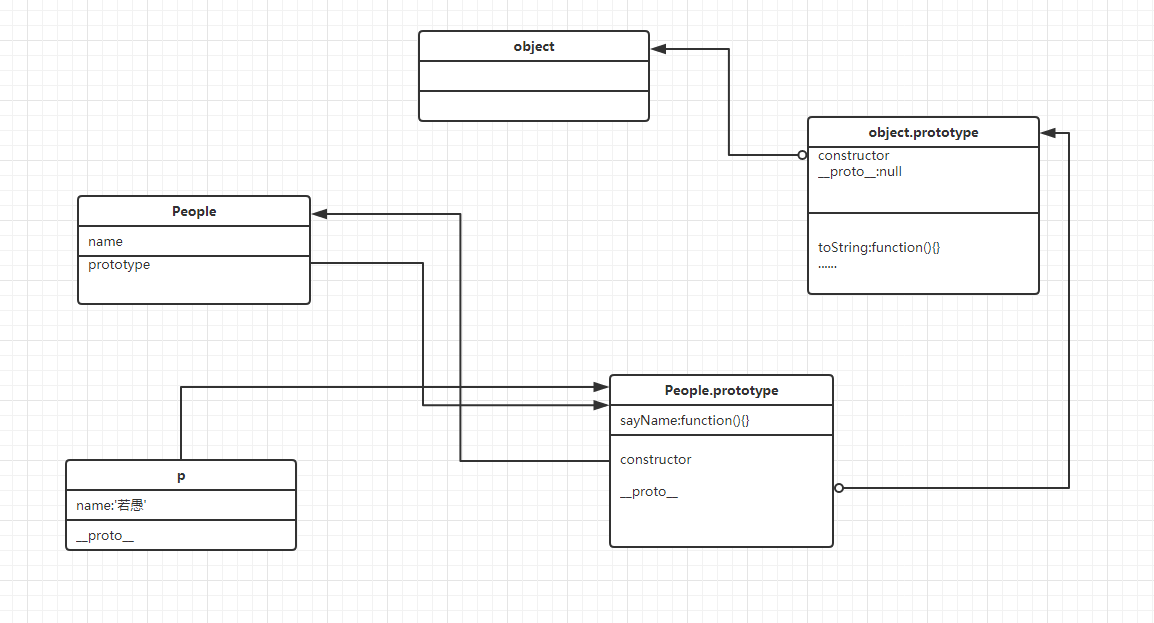 object
object.prototype
constructor
__proto__:null
toString:function(){}
......
People
name
prototype
People.prototype
sayName:function(){}
constructor
__proto__
p
name:'若愚'
__proto__